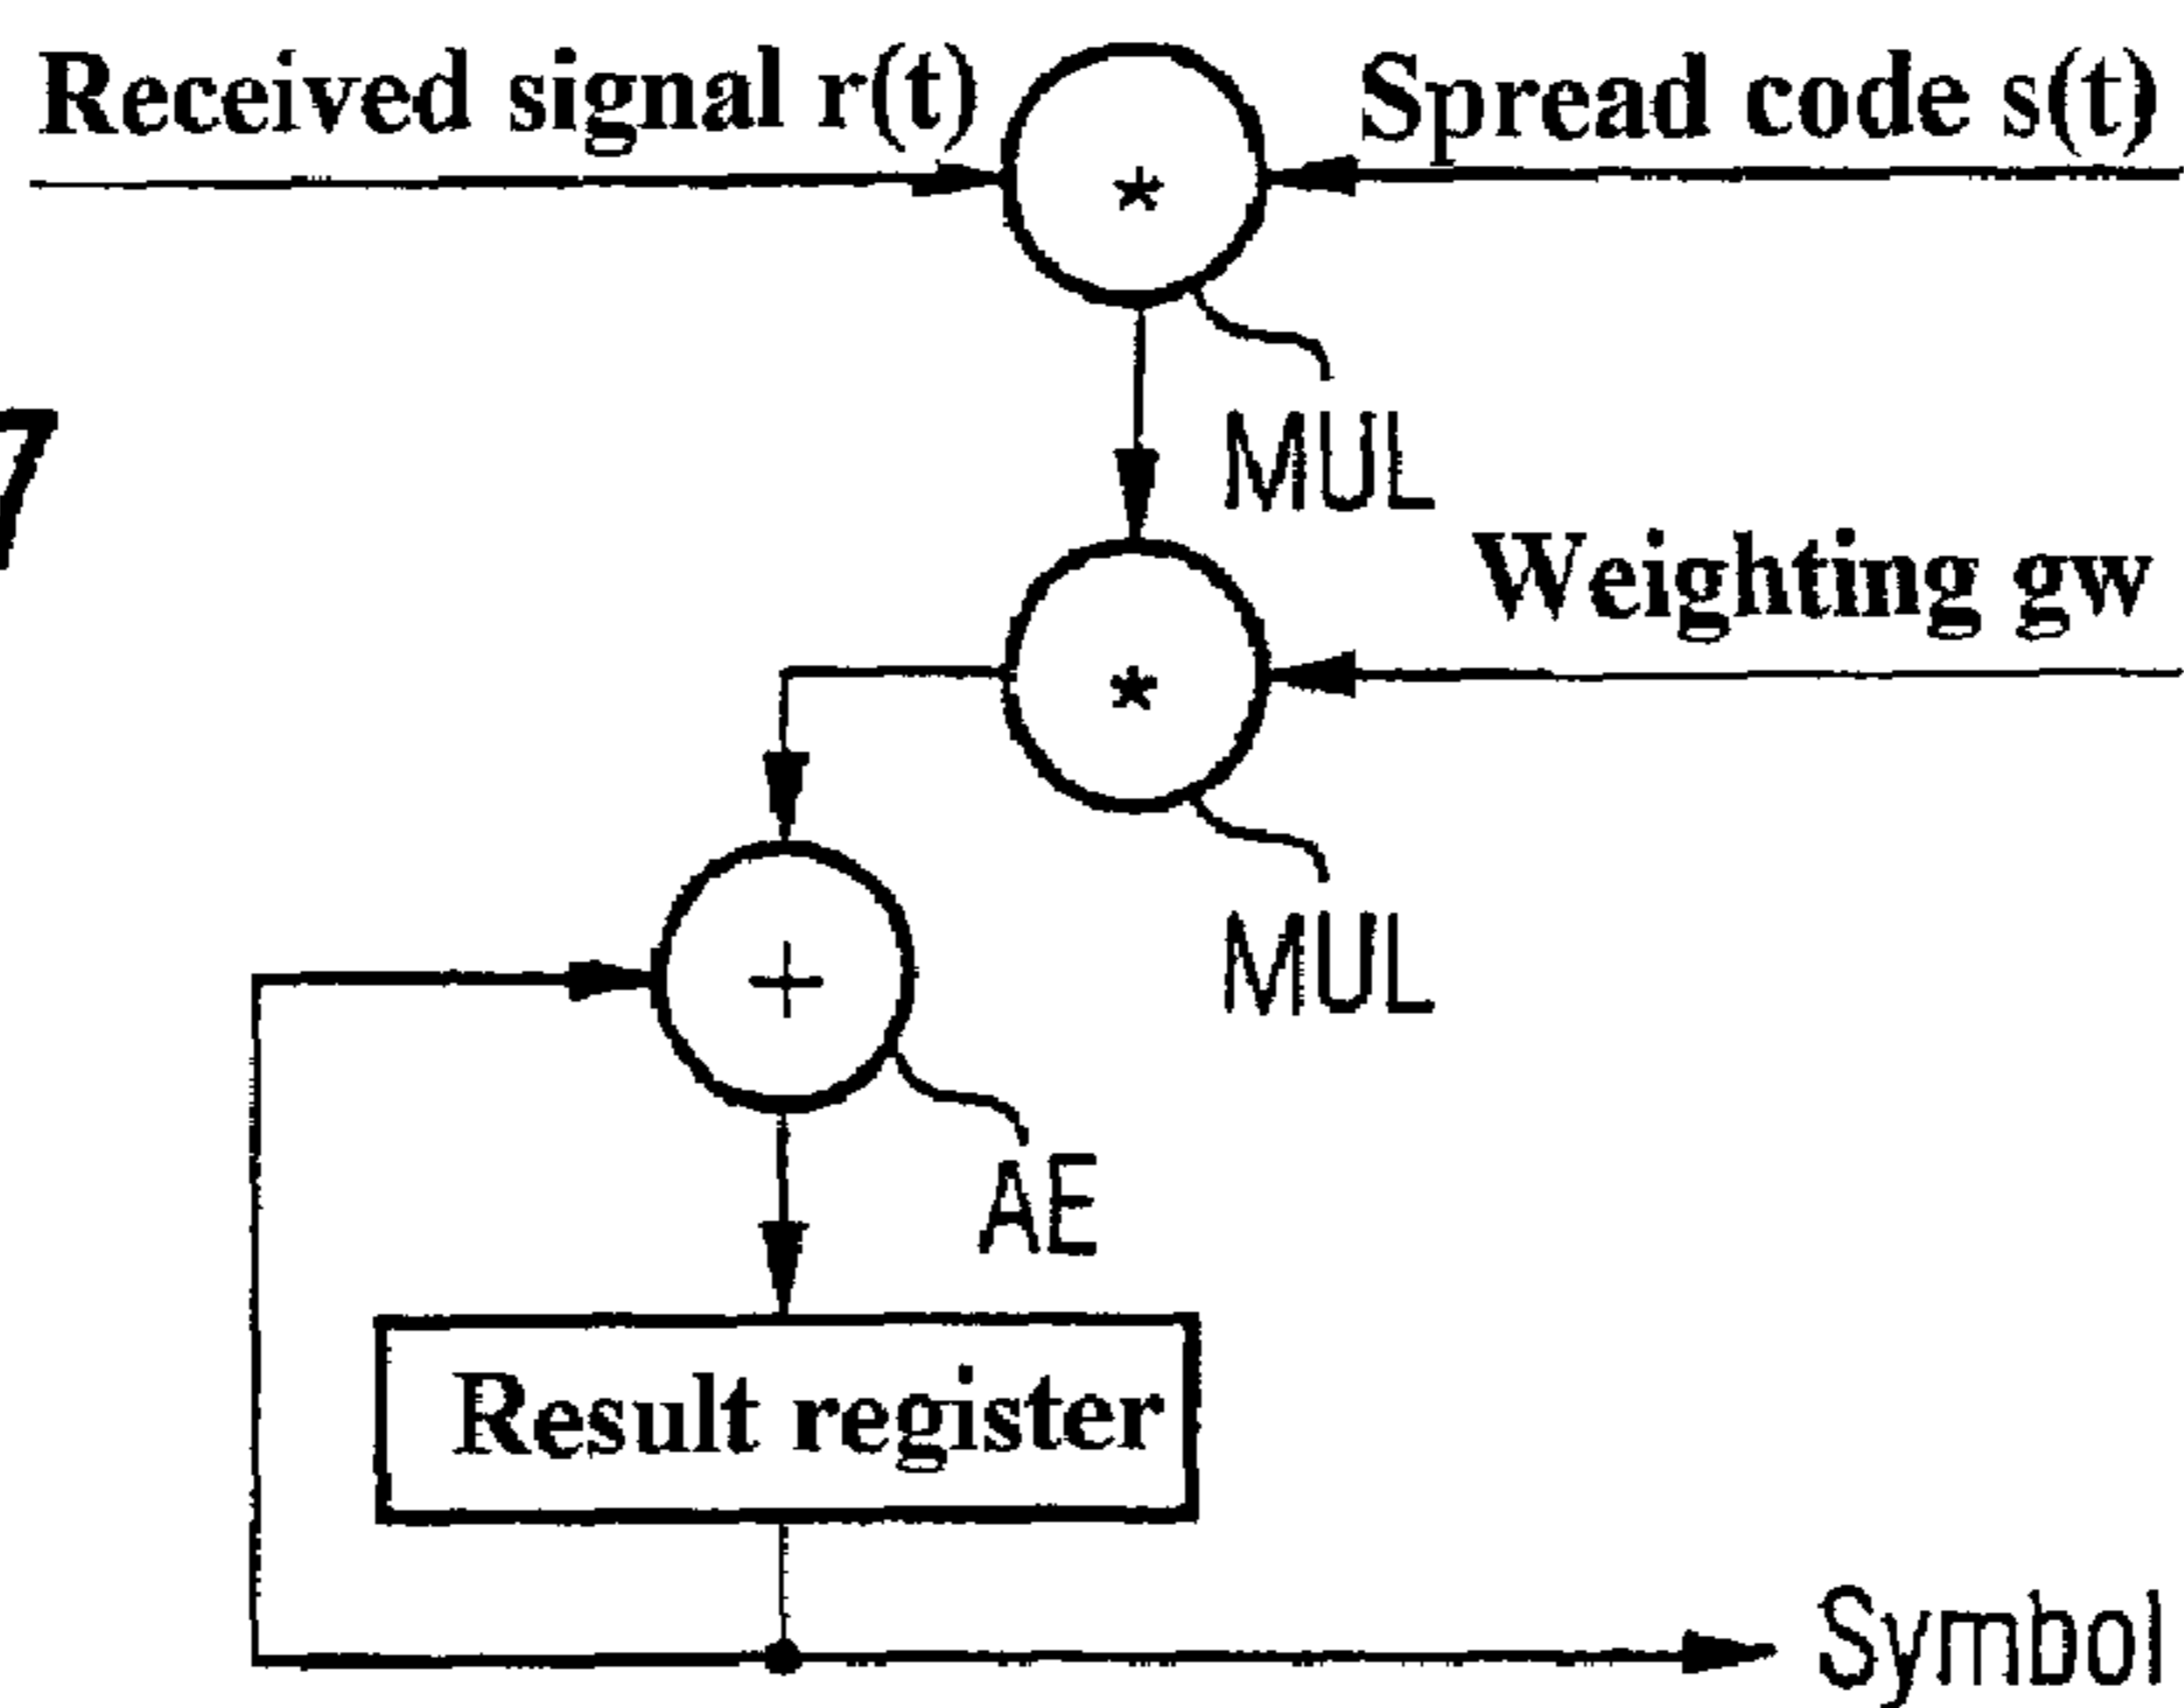 Received signal r(t)
Spread code s(t)
*
MUL
7
Weighting gw
*
MUL
+
AE
Result register
Symbol